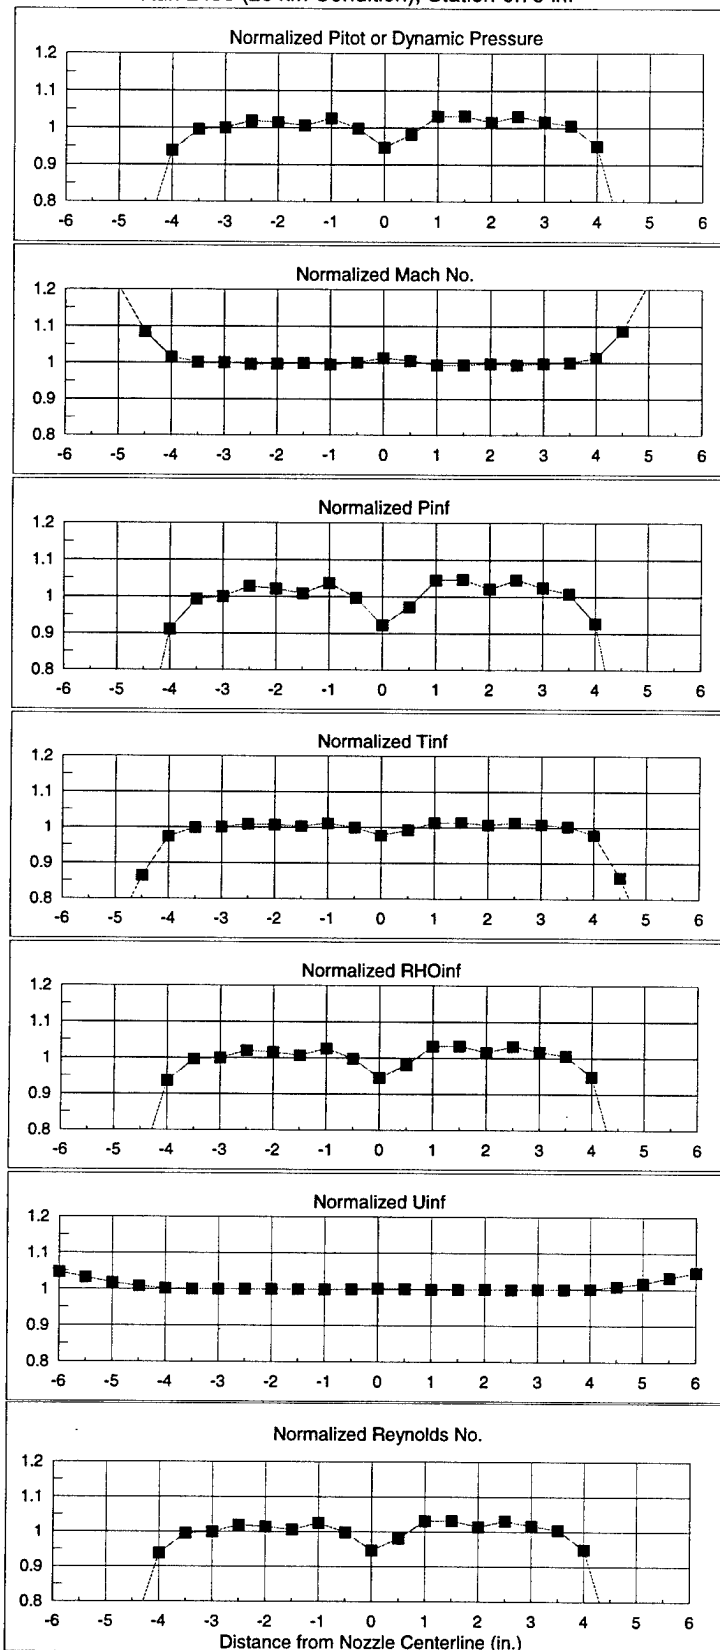 Normalized Pitot or Dynamic Pressure
1.2
1.1
1
0.9
0.8
-6 -5 -4 -3 -2 -1 0 1 2 3 4 5 6
Normalized Mach No.
1.2
1.1
1
0.9
0.8
-6 -5 -4 -3 -2 -1 0 1 2 3 4 5 6
Normalized Pinf
1.2
1.1
1
0.9
0.8
-6 -5 -4 -3 -2 -1 0 1 2 3 4 5 6
Normalized Tinf
1.2
1.1
1
0.9
0.8
-6 -5 -4 -3 -2 -1 0 1 2 3 4 5 6
Normalized RHOinf
1.2
1.1
1
0.9
0.8
-6 -5 -4 -3 -2 -1 0 1 2 3 4 5 6
Normalized Uinf
1.2
1.1
1
0.9
0.8
-6 -5 -4 -3 -2 -1 0 1 2 3 4 5 6
Normalized Reynolds No.
1.2
1.1
1
0.9
0.8
-6 -5 -4 -3 -2 -1 0 1 2 3 4 5 6
Distance from Nozzle Centerline (in.)